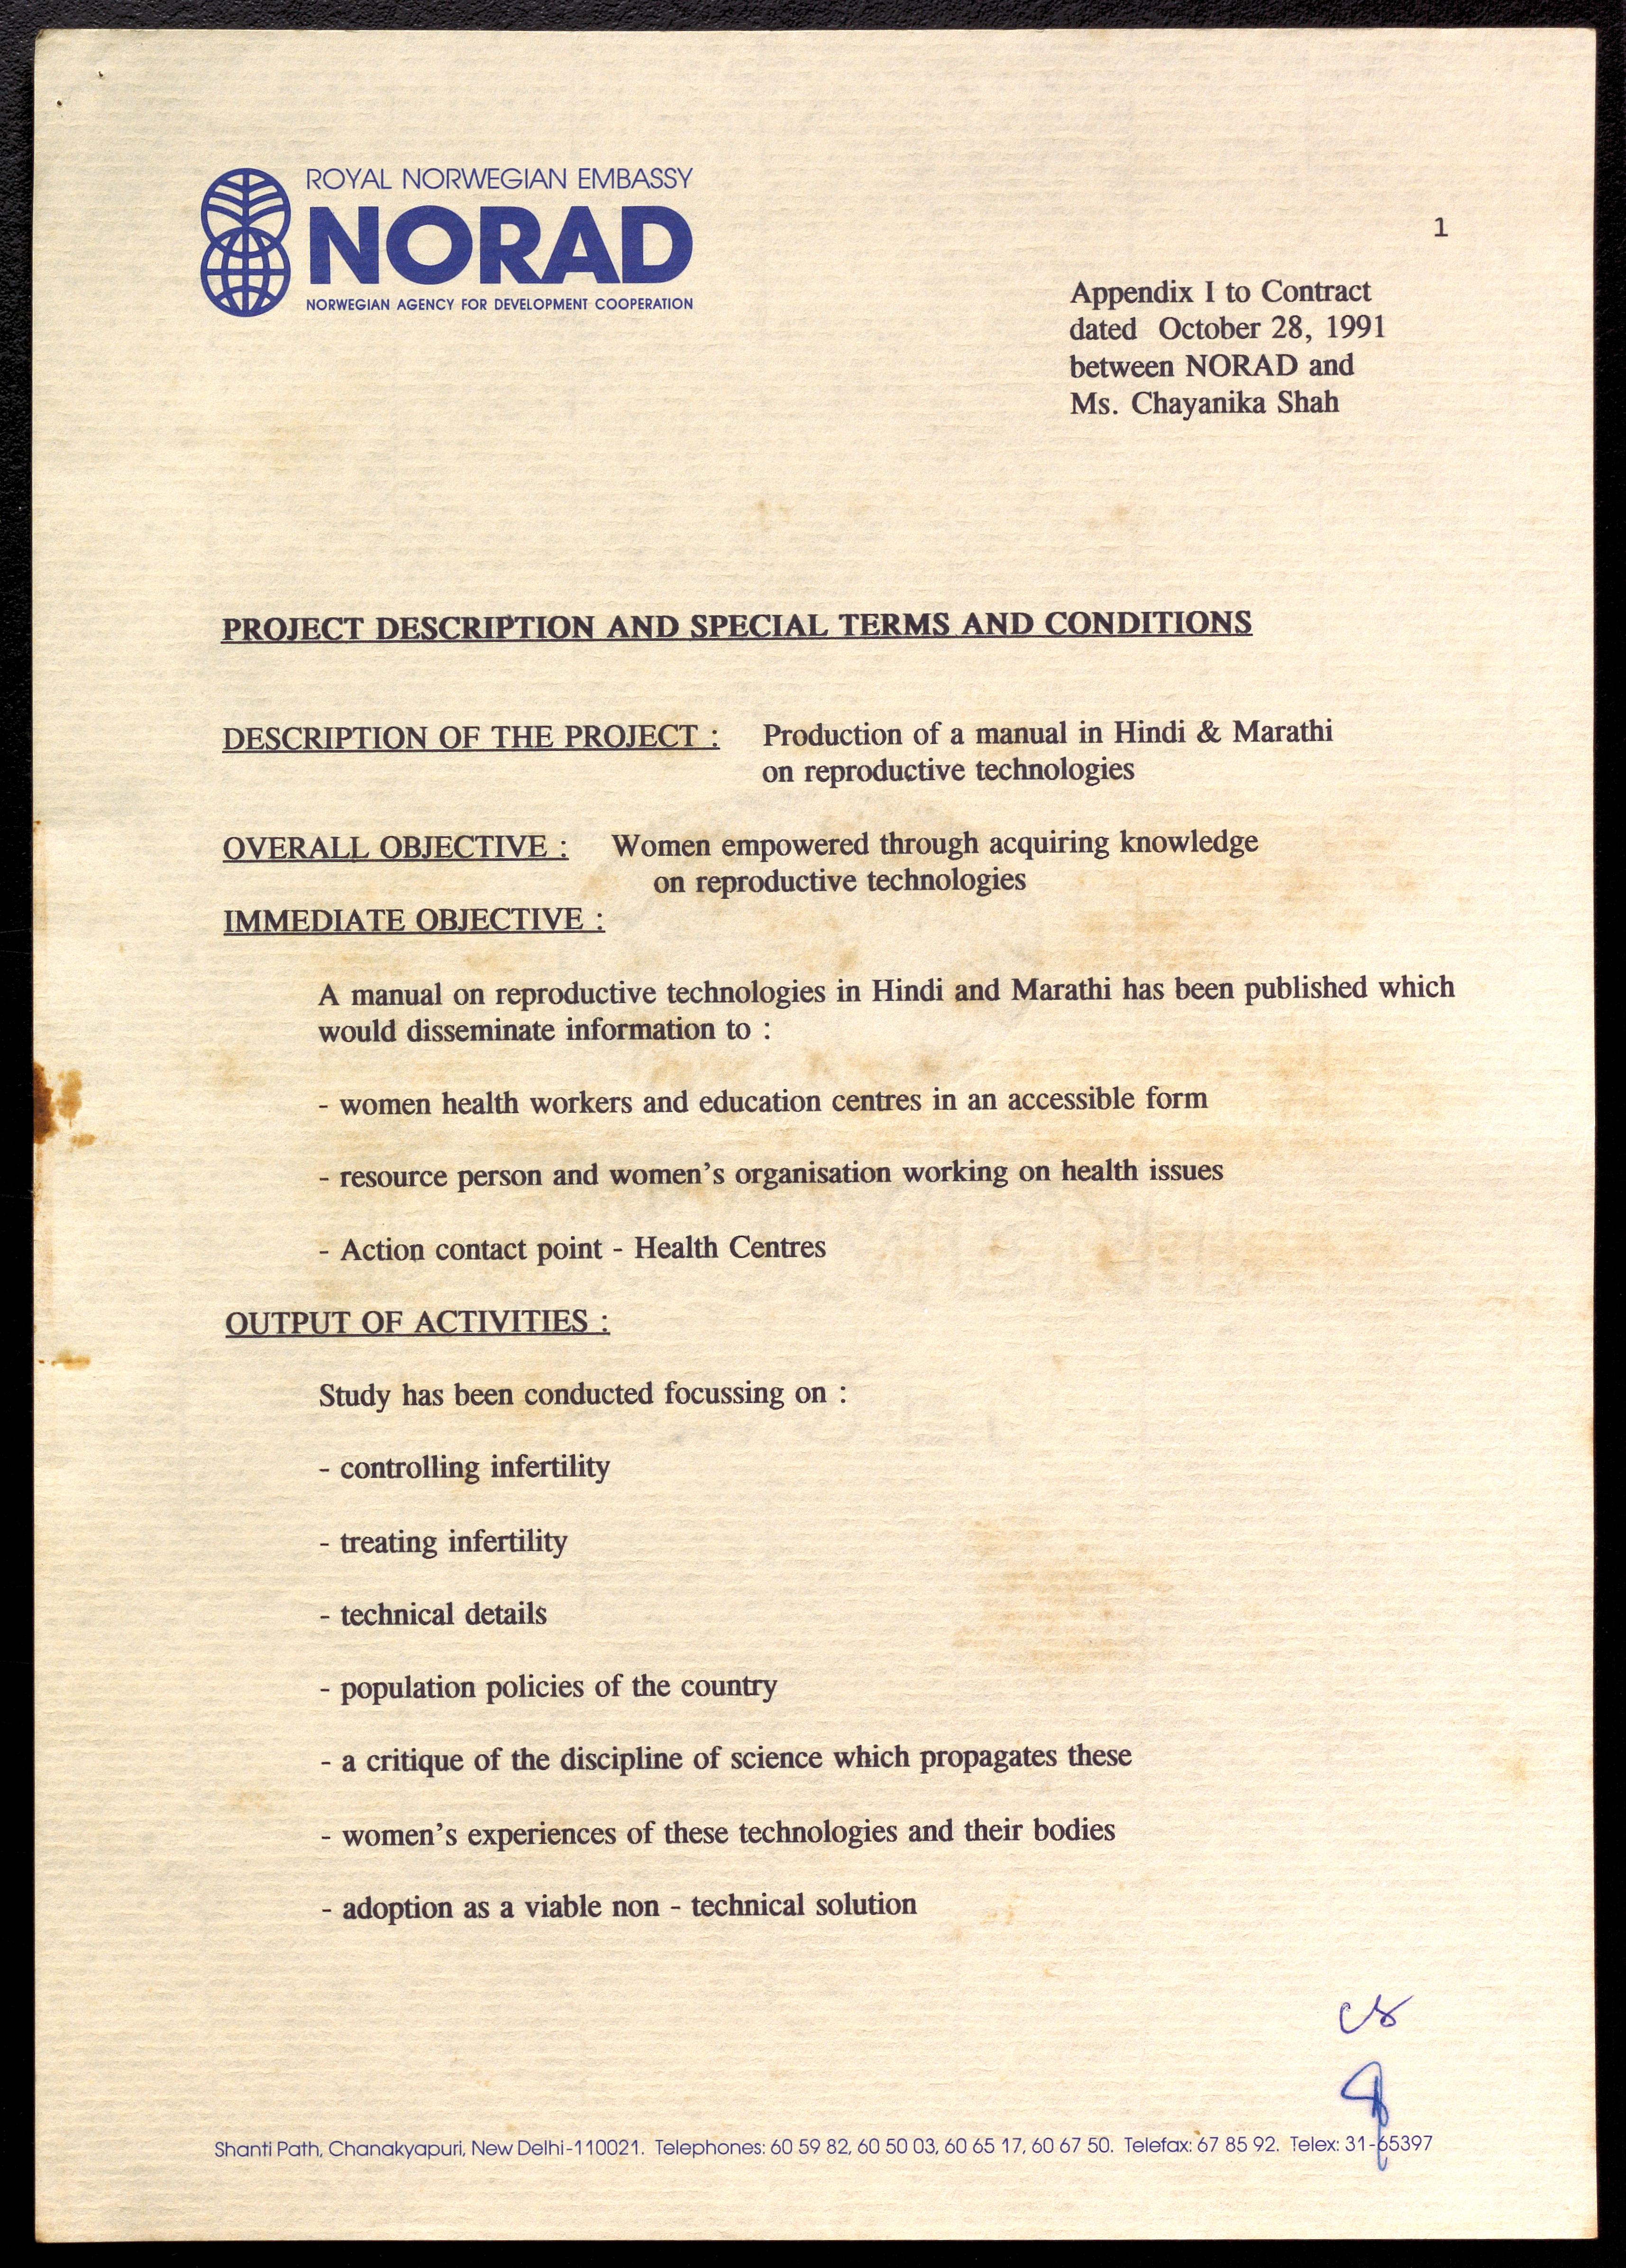 ROYAL NORWEGIAN EMBASSY
NORAD
NORWEGIAN AGENCY FOR DEVELOPMENT COOPERATION
1
Appendix I to Contract
dated October 28, 1991
between NORAD and
Ms. Chayanika Shah
PROJECT DESCRIPTION AND SPECIAL TERMS AND CONDITIONS
DESCRIPTION OF THE PROJECT : Production of a manual in Hindi & Marathi
on reproductive technologies
OVERALL OBJECTIVE : Women empowered through acquiring knowledge
on reproductive technologies
IMMEDIATE OBJECTIVE :
A manual on reproductive technologies in Hindi and Marathi has been published which
would disseminate information to :
- women health workers and education centres in an accessible form
- resource person and women's organisation working on health issues
- Action contact point - Health Centres
OUTPUT OF ACTIVITIES :
Study has been conducted focussing on :
- controlling infertility
- treating infertility
- technical details
- population policies of the country
- a critique of the discipline of science which propagates these
- women's experiences of these technologies and their bodies
- adoption as a viable non - technical solution
CS
Shanti Path, Chanakyapuri, New Delhi-110021. Telephones: 60 59 82, 60 50 03, 60 65 17, 60 67 50. Telefax: 67 85 92. Telex: 31-65397